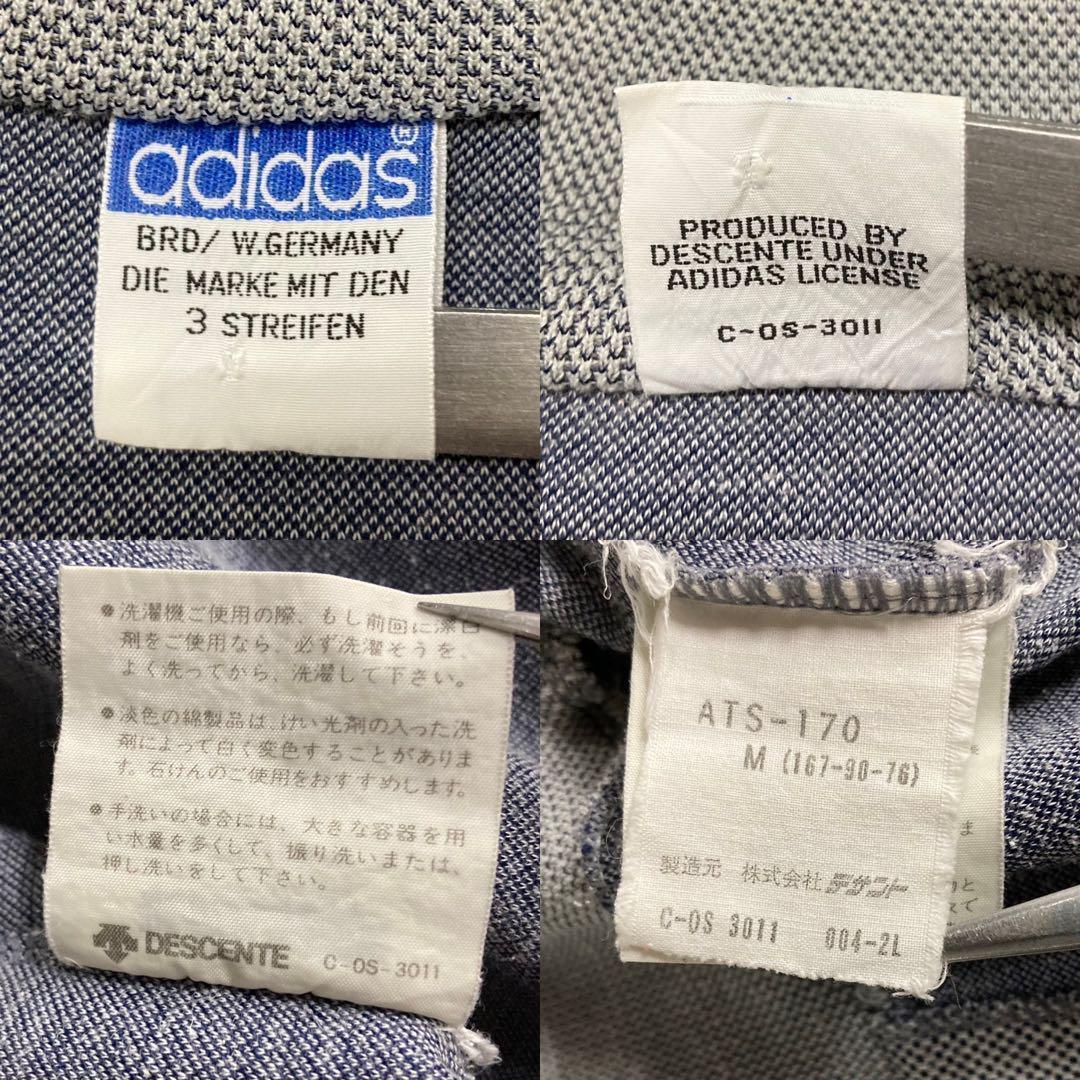 adidas®
BRD/ W.GERMANY
DIE MARKE MIT DEN
3 STREIFEN
PRODUCED BY
DESCENTE UNDER
ADIDAS LICENSE
C-OS-3011
●洗濯機ご使用の際、もし前回に漂白
剤をご使用なら、必ず洗濯そうを、
よく洗ってから、洗濯して下さい。
●淡色の綿製品は、けい光剤の入った洗
剤によって白く変色することがありま
す。石けんのご使用をおすすめします。
●手洗いの場合には、大きな容器を用
い水量を多くして、振り洗いまたは、
押し洗いをして下さい。
DESCENTE C-OS-3011
ATS-170
M (167-90-76)
製造元 株式会社デサント
C-OS 3011 004-2L